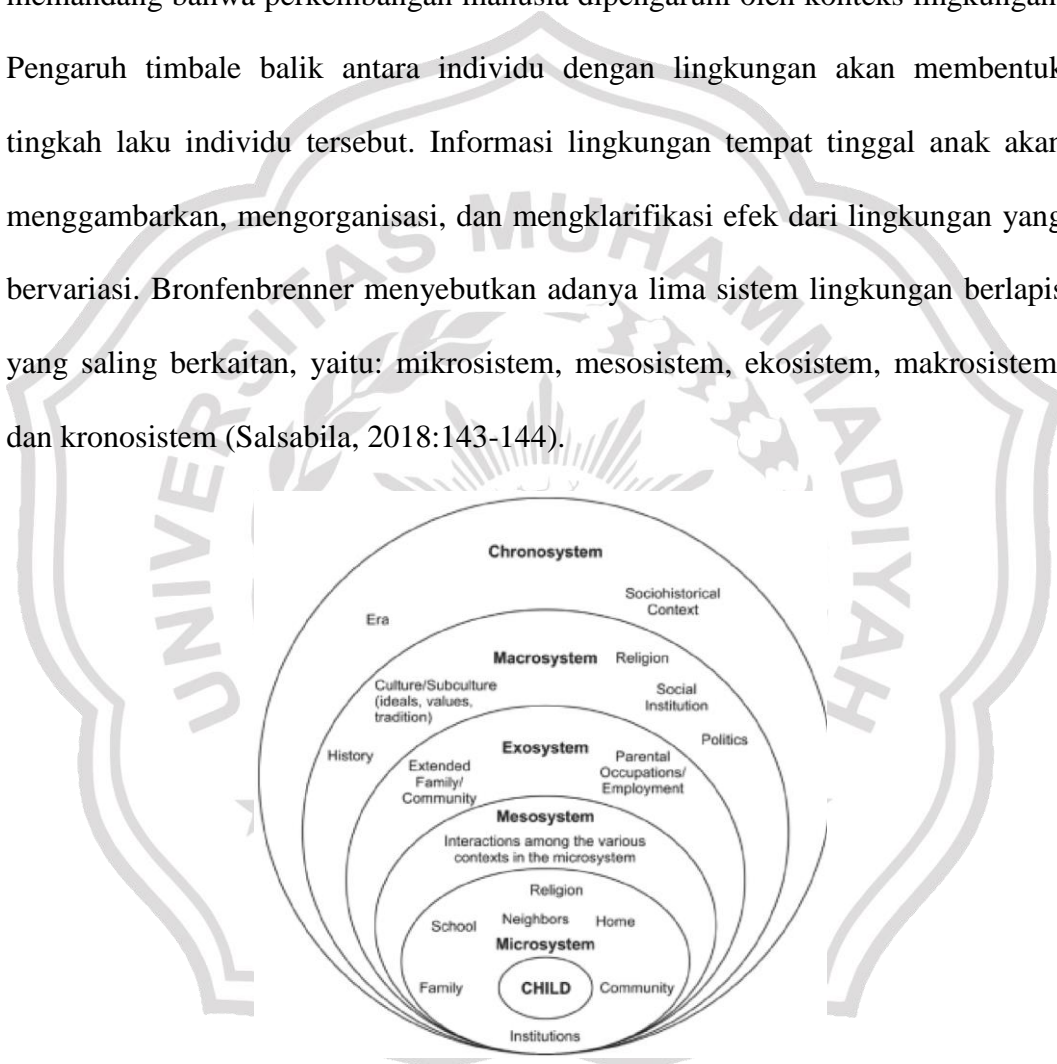 memandang bahwa perkembangan manusia dipengaruhi oleh konteks lingkungan
Pengaruh timbale balik antara individu dengan lingkungan akan membentuk
tingkah laku individu tersebut. Informasi lingkungan tempat tinggal anak akan
menggambarkan, mengorganisasi, dan mengklarifikasi efek dari lingkungan yang
bervariasi. Bronfenbrenner menyebutkan adanya lima sistem lingkungan berlapis
yang saling berkaitan, yaitu: mikrosistem, mesosistem, ekosistem, makrosistem
dan kronosistem (Salsabila, 2018:143-144).
UNIVERSITAS MUHAMMADIYAH
Chronosystem
Sociohistorical
Context
Era
Macrosystem Religion
Culture/Subculture
(ideals, values,
tradition)
Social
Institution
Politics
History
Exosystem
Extended
Family/
Community
Parental
Occupations/
Employment
Mesosystem
Interactions among the various
contexts in the microsystem
Religion
School Neighbors Home
Microsystem
Family CHILD Community
Institutions